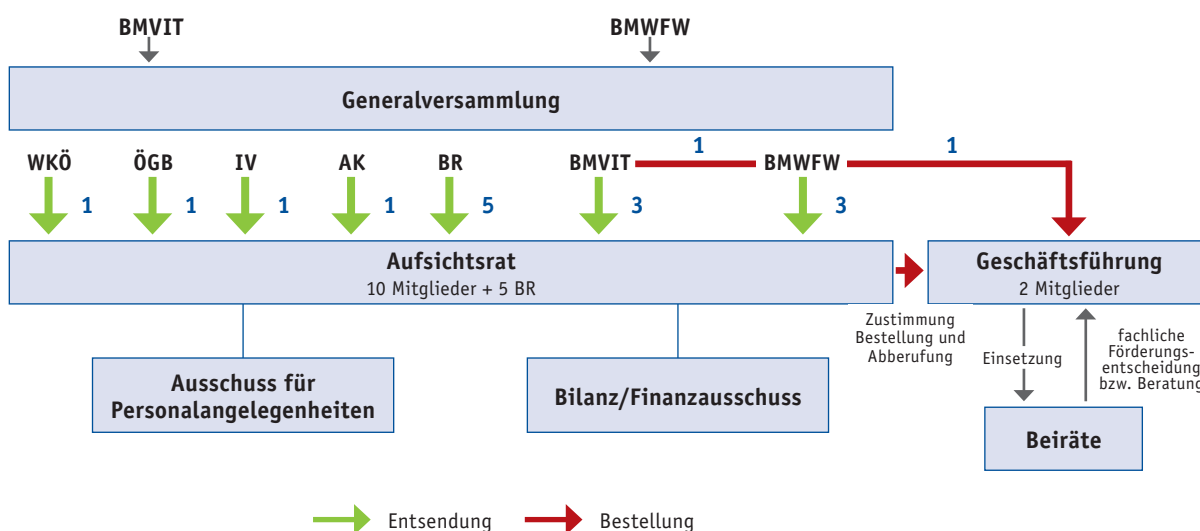 BMVIT BMWFW
Generalversammlung
1 1
WKÖ ÖGB IV AK BR BMVIT BMWFW
1 1 1 1 5 3 3
Aufsichtsrat
10 Mitglieder + 5 BR
Geschäftsführung
2 Mitglieder
Zustimmung
Bestellung und
Abberufung
Einsetzung
fachliche
Förderungs-
entscheidung
bzw. Beratung
Ausschuss für
Personalangelegenheiten
Bilanz/Finanzausschuss
Beiräte
Entsendung Bestellung